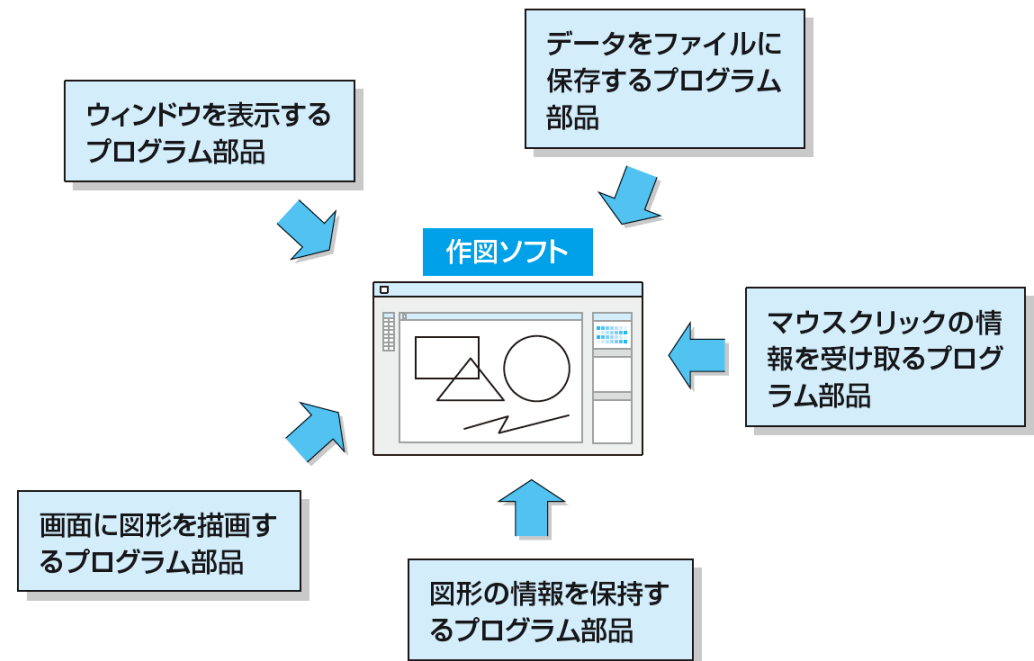 データをファイルに
保存するプログラム
部品
ウィンドウを表示する
プログラム部品
作図ソフト
マウスクリックの情
報を受け取るプログ
ラム部品
画面に図形を描画す
るプログラム部品
図形の情報を保持す
るプログラム部品